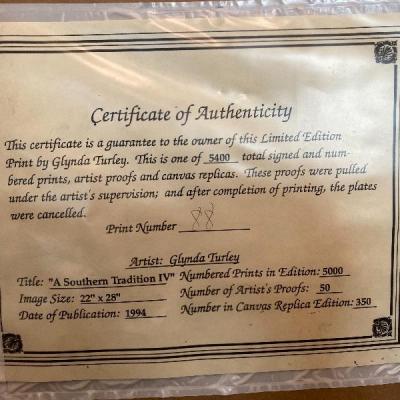 Certificate of Authenticity
This certificate is a guarantee to the owner of this Limited Edition
Print by Glynda Turley. This is one of 5400 total signed and num-
bered prints, artist proofs and canvas replicas. These proofs were pulled
under the artist's supervision; and after completion of printing, the plates
were cancelled.
Print Number 88
Artist: Glynda Turley
Title: "A Southern Tradition IV" Numbered Prints in Edition: 5000
Image Size: 22" x 28" Number of Artist's Proofs: 50
Date of Publication: 1994 Number in Canvas Replica Edition: 350